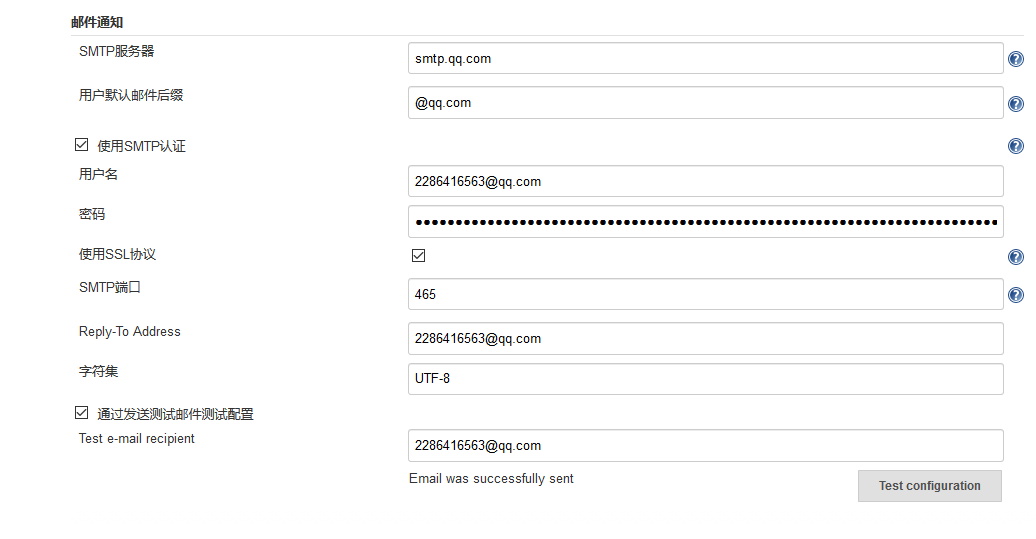 邮件通知
SMTP服务器
smtp.qq.com
用户默认邮件后缀
@qq.com
使用SMTP认证
用户名
2286416563@qq.com
密码
使用SSL协议
SMTP端口
465
Reply-To Address
2286416563@qq.com
字符集
UTF-8
通过发送测试邮件测试配置
Test e-mail recipient
2286416563@qq.com
Email was successfully sent
Test configuration